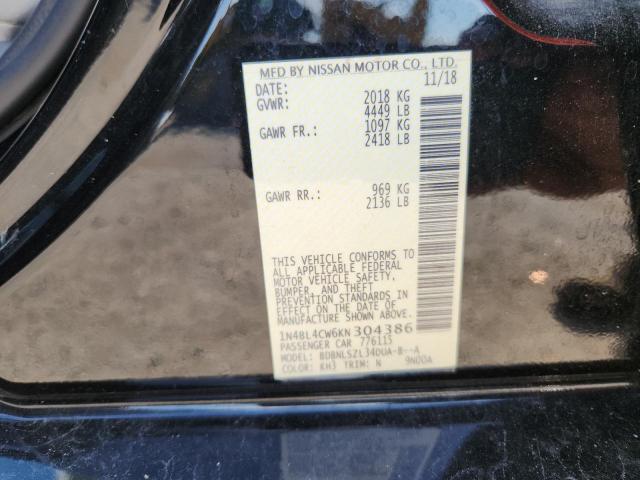 MFD BY NISSAN MOTOR CO., LTD.
DATE: 11/18
GVWR: 2018 KG
4449 LB
GAWR FR.: 1097 KG
2418 LB
GAWR RR.: 969 KG
2136 LB
THIS VEHICLE CONFORMS TO
ALL APPLICABLE FEDERAL
MOTOR VEHICLE SAFETY,
BUMPER, AND THEFT
PREVENTION STANDARDS IN
EFFECT ON THE DATE OF
MANUFACTURE SHOWN ABOVE.
1N4BL4CW6KN304386
PASSENGER CAR 776115
MODEL: BDBNLSZL34DUA-B--A
COLOR: KH3 TRIM: N 9N00A